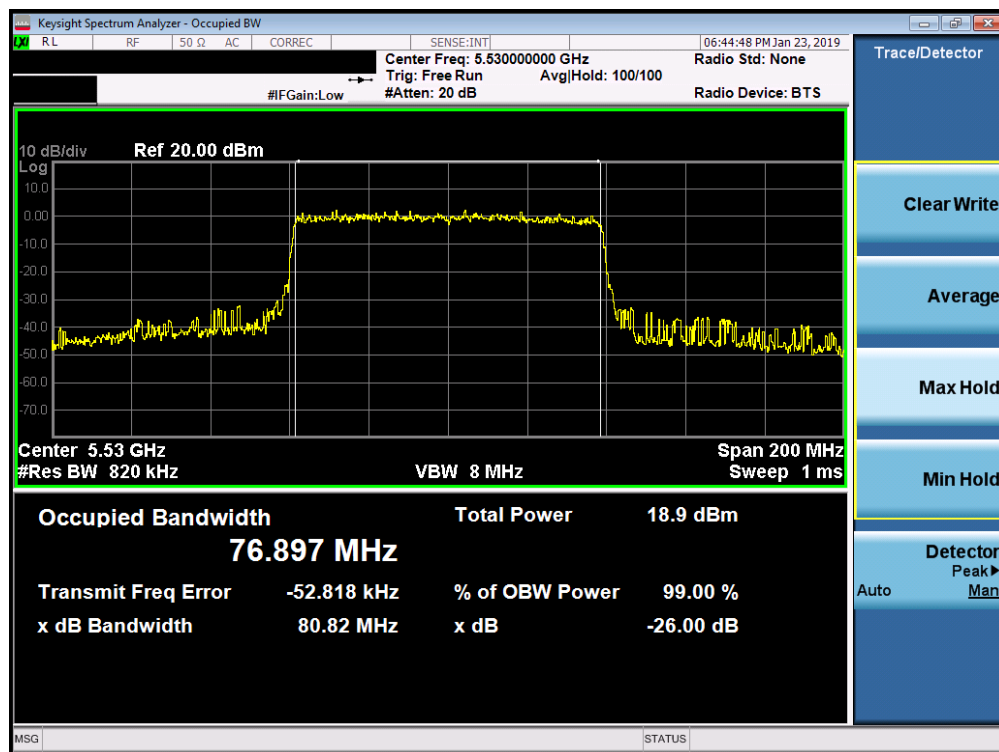 Keysight Spectrum Analyzer - Occupied BW
LXI RL RF 50 Ω AC CORREC SENSE:INT 06:44:48 PM Jan 23, 2019
Center Freq: 5.530000000 GHz Radio Std: None
Trig: Free Run Avg|Hold: 100/100
#IFGain:Low #Atten: 20 dB Radio Device: BTS
10 dB/div Ref 20.00 dBm
Log
10.0
0.00
-10.0
-20.0
-30.0
-40.0
-50.0
-60.0
-70.0
Center 5.53 GHz Span 200 MHz
#Res BW 820 kHz VBW 8 MHz Sweep 1 ms
Occupied Bandwidth Total Power 18.9 dBm
76.897 MHz
Transmit Freq Error -52.818 kHz % of OBW Power 99.00 %
x dB Bandwidth 80.82 MHz x dB -26.00 dB
MSG STATUS
Trace/Detector
Clear Write
Average
Max Hold
Min Hold
Detector
Peak▶
Auto Man